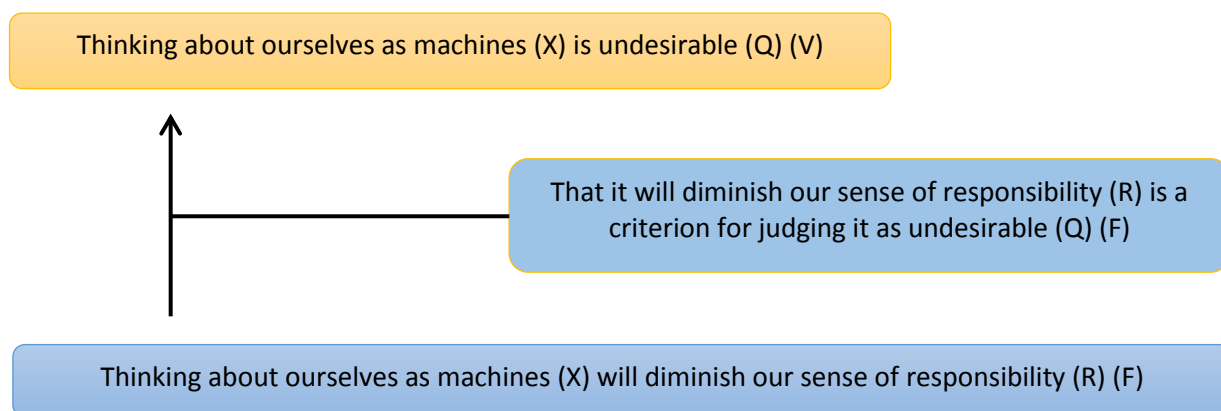 Thinking about ourselves as machines (X) is undesirable (Q) (V)
That it will diminish our sense of responsibility (R) is a
criterion for judging it as undesirable (Q) (F)
Thinking about ourselves as machines (X) will diminish our sense of responsibility (R) (F)